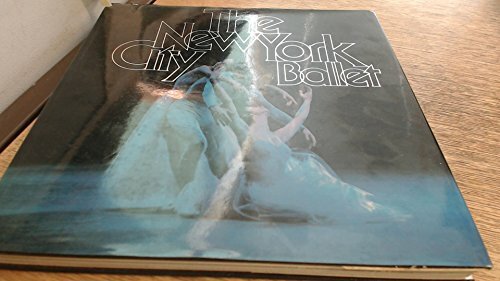 The
New York
City
Ballet